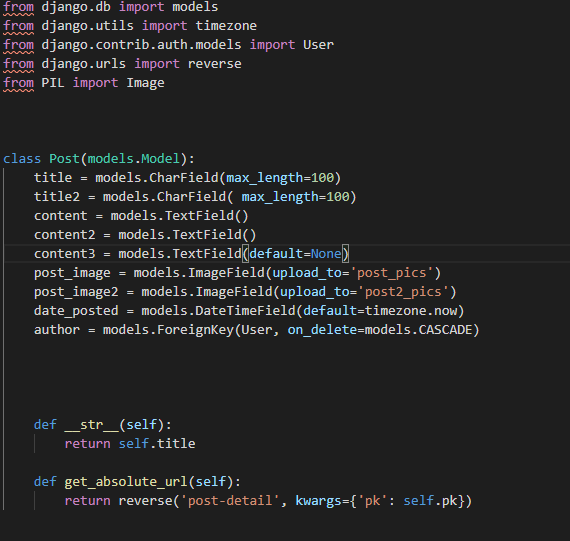 from django.db import models
from django.utils import timezone
from django.contrib.auth.models import User
from django.urls import reverse
from PIL import Image
class Post(models.Model):
    title = models.CharField(max_length=100)
    title2 = models.CharField( max_length=100)
    content = models.TextField()
    content2 = models.TextField()
    content3 = models.TextField(default=None)
    post_image = models.ImageField(upload_to='post_pics')
    post_image2 = models.ImageField(upload_to='post2_pics')
    date_posted = models.DateTimeField(default=timezone.now)
    author = models.ForeignKey(User, on_delete=models.CASCADE)
    def __str__(self):
        return self.title
    def get_absolute_url(self):
        return reverse('post-detail', kwargs={'pk': self.pk})